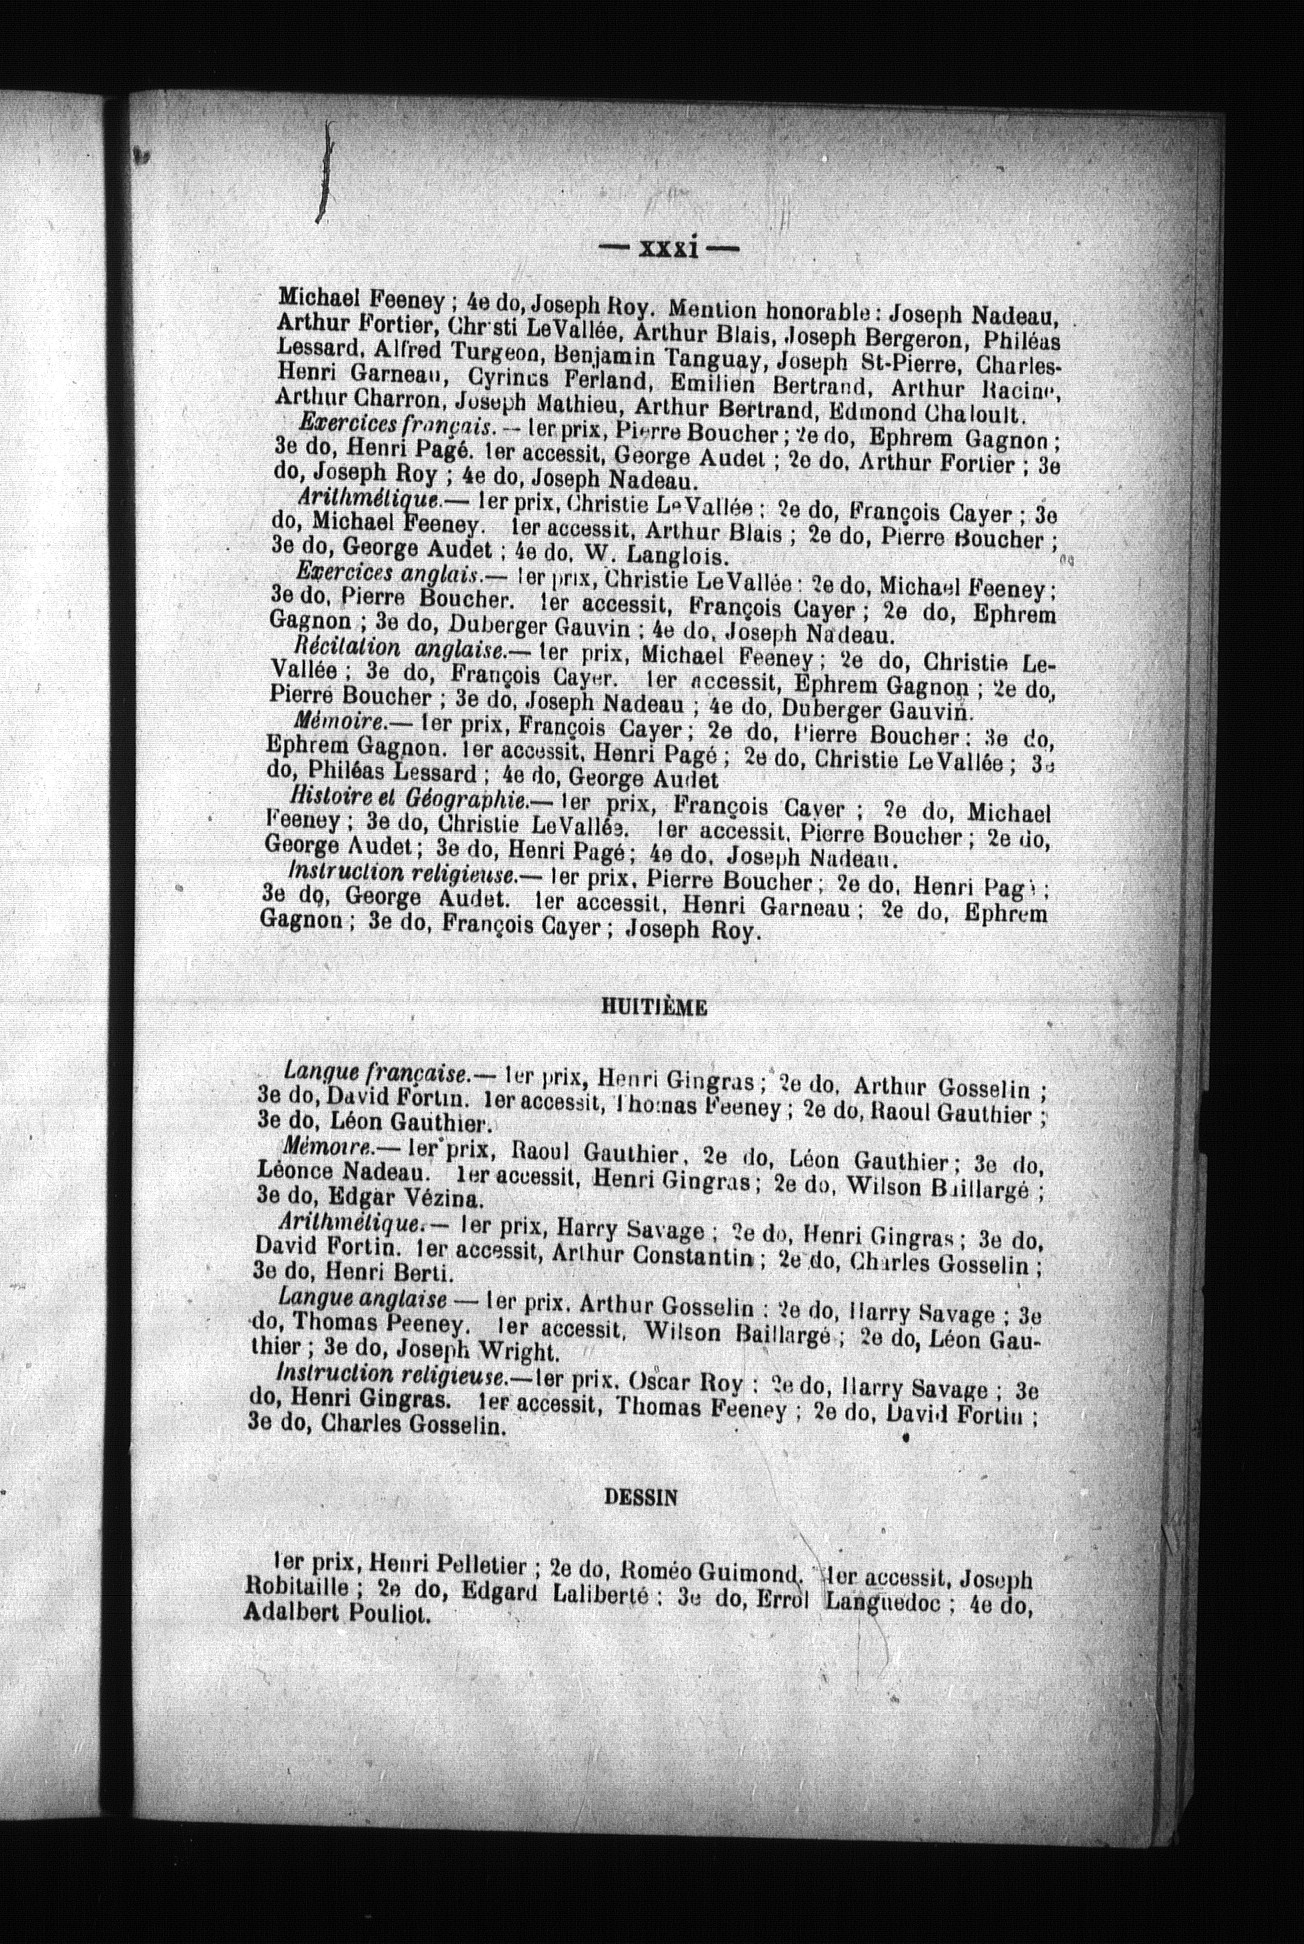 — xxxi —
Michael Feeney ; 4e do, Joseph Roy. Mention honorable : Joseph Nadeau,
Arthur Fortier, Chr sti LeVallée, Arthur Blais, Joseph Bergeron, Philéas
Lessard, Alfred Turgeon, Benjamin Tanguay, Joseph St-Pierre, Charles-
Henri Garneau, Cyrinus Ferland, Emilien Bertrand, Arthur Racine,
Arthur Charron, Joseph Mathieu, Arthur Bertrand, Edmond Chaloult.
Exercices français. — 1er prix, Pierre Boucher ; 2e do, Ephrem Gagnon ;
3e do, Henri Pagé. 1er accessit, George Audet ; 2e do, Arthur Fortier ; 3e
do, Joseph Roy ; 4e do, Joseph Nadeau.
Arithmétique.— 1er prix, Christie LeVallée ; 2e do, François Cayer ; 3e
do, Michael Feeney. 1er accessit, Arthur Blais ; 2e do, Pierre Boucher ;
3e do, George Audet ; 4e do, W. Langlois.
Exercices anglais.— 1er prix, Christie LeVallée : 2e do, Michael Feeney ;
3e do, Pierre Boucher. 1er accessit, François Cayer ; 2e do, Ephrem
Gagnon ; 3e do, Duberger Gauvin ; 4e do, Joseph Nadeau.
Récitation anglaise.— 1er prix, Michael Feeney ; 2e do, Christie Le-
Vallée ; 3e do, François Cayer. 1er accessit, Ephrem Gagnon ; 2e do,
Pierre Boucher ; 3e do, Joseph Nadeau ; 4e do, Duberger Gauvin.
Mémoire.— 1er prix, François Cayer ; 2e do, Pierre Boucher : 3e do,
Ephrem Gagnon. 1er accessit, Henri Pagé ; 2e do, Christie LeVallée ; 3e
do, Philéas Lessard ; 4e do, George Audet
Histoire et Géographie.— 1er prix, François Cayer ; 2e do, Michael
Feeney ; 3e do, Christie LeVallée. 1er accessit, Pierre Boucher ; 2e do,
George Audet ; 3e do, Henri Pagé ; 4e do, Joseph Nadeau.
Instruction religieuse.— 1er prix, Pierre Boucher ; 2e do, Henri Pagé ;
3e do, George Audet. 1er accessit, Henri Garneau ; 2e do, Ephrem
Gagnon ; 3e do, François Cayer ; Joseph Roy.
HUITIÈME
Langue française.— 1er prix, Henri Gingras ; 2e do, Arthur Gosselin ;
3e do, David Fortin. 1er accessit, Thomas Feeney ; 2e do, Raoul Gauthier ;
3e do, Léon Gauthier.
Mémoire.— 1er prix, Raoul Gauthier, 2e do, Léon Gauthier ; 3e do,
Léonce Nadeau. 1er accessit, Henri Gingras ; 2e do, Wilson Baillargé ;
3e do, Edgar Vézina.
Arithmétique.— 1er prix, Harry Savage ; 2e do, Henri Gingras ; 3e do,
David Fortin. 1er accessit, Arthur Constantin ; 2e do, Charles Gosselin ;
3e do, Henri Berti.
Langue anglaise — 1er prix, Arthur Gosselin : 2e do, Harry Savage ; 3e
do, Thomas Peeney. 1er accessit, Wilson Baillargé ; 2e do, Léon Gau-
thier ; 3e do, Joseph Wright.
Instruction religieuse.—1er prix, Oscar Roy : 2e do, Harry Savage ; 3e
do, Henri Gingras. 1er accessit, Thomas Feeney ; 2e do, David Fortin ;
3e do, Charles Gosselin.
DESSIN
1er prix, Henri Pelletier ; 2e do, Roméo Guimond. 1er accessit, Joseph
Robitaille ; 2e do, Edgard Laliberté : 3e do, Errol Languedoc ; 4e do,
Adalbert Pouliot.